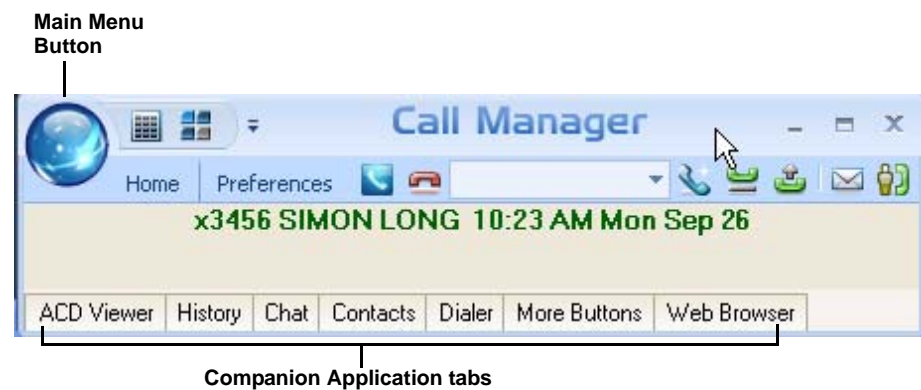 Main Menu
Button
Call Manager
Home Preferences
x3456 SIMON LONG 10:23 AM Mon Sep 26
ACD Viewer History Chat Contacts Dialer More Buttons Web Browser
Companion Application tabs